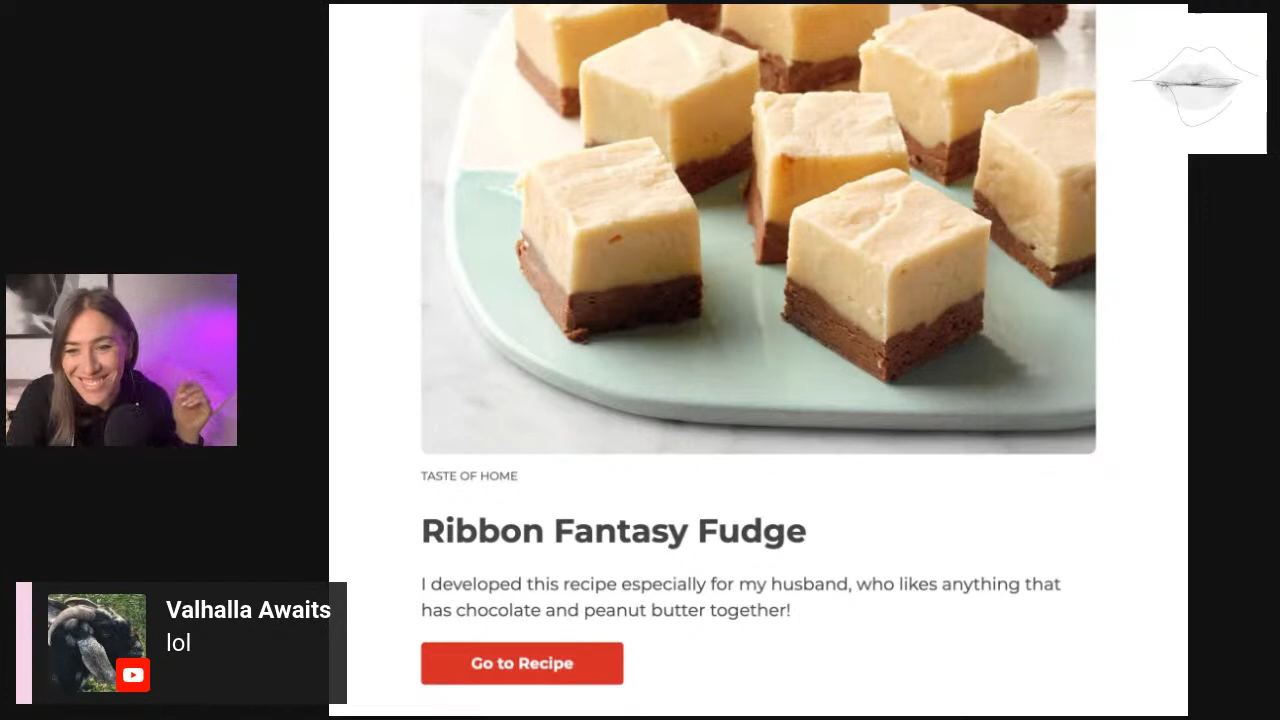 TASTE OF HOME
Ribbon Fantasy Fudge
I developed this recipe especially for my husband, who likes anything that
has chocolate and peanut butter together!
Go to Recipe
Valhalla Awaits
lol